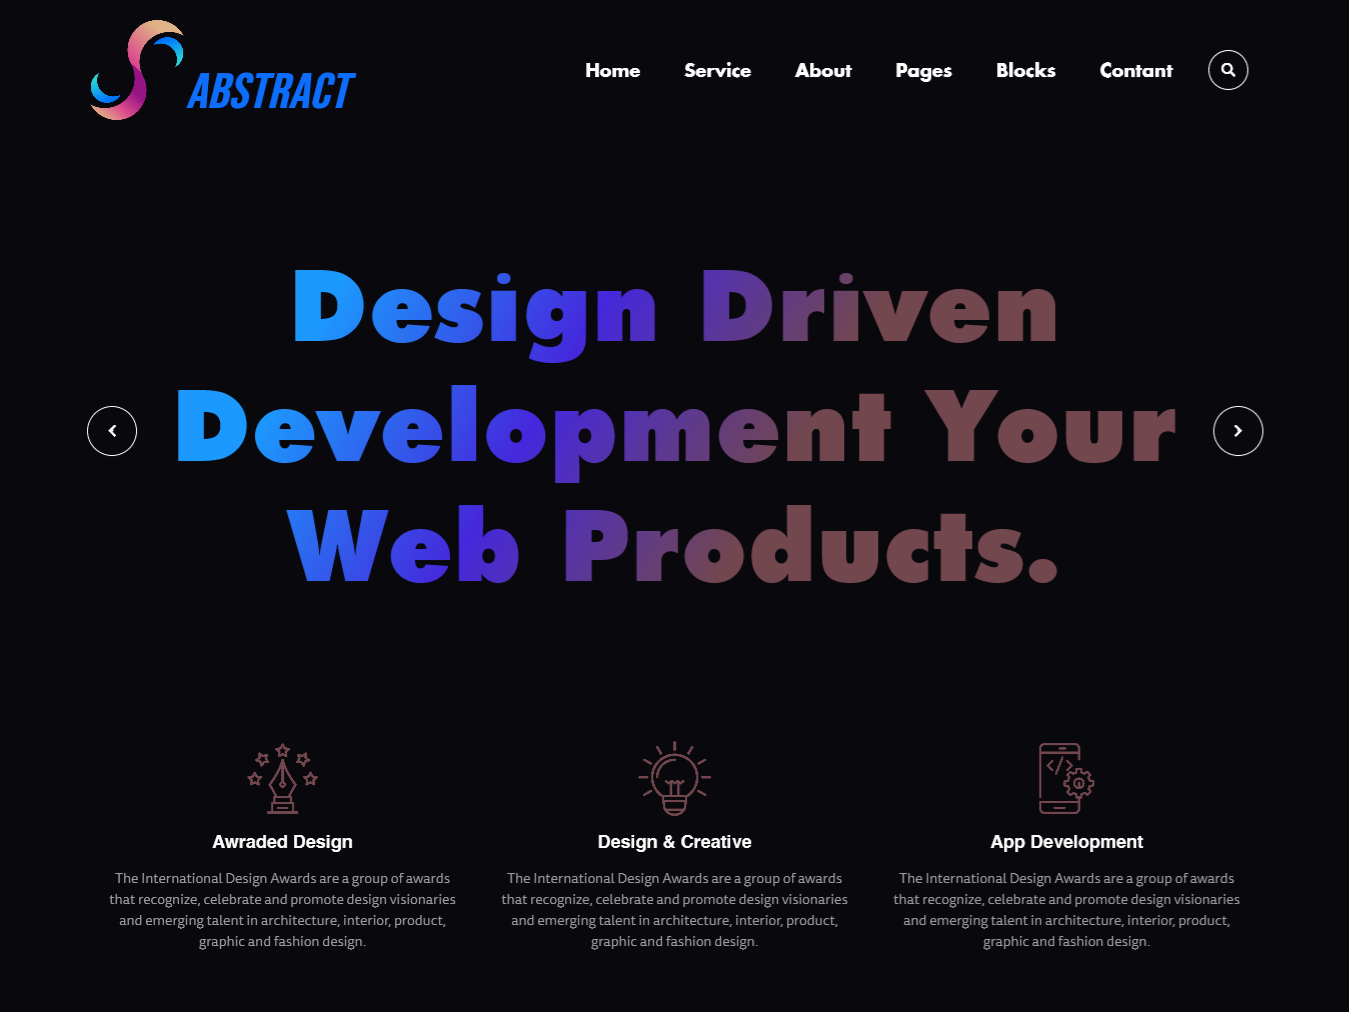 ABSTRACT
Home Service About Pages Blocks Contant
Design Driven
Development Your
Web Products.
Awraded Design
The International Design Awards are a group of awards
that recognize, celebrate and promote design visionaries
and emerging talent in architecture, interior, product,
graphic and fashion design.
Design & Creative
The International Design Awards are a group of awards
that recognize, celebrate and promote design visionaries
and emerging talent in architecture, interior, product,
graphic and fashion design.
App Development
The International Design Awards are a group of awards
that recognize, celebrate and promote design visionaries
and emerging talent in architecture, interior, product,
graphic and fashion design.